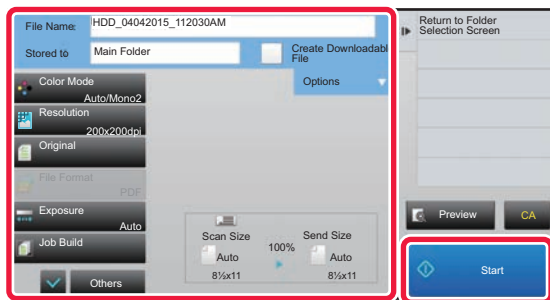 File Name:
HDD_04042015_112030AM
Stored to
Main Folder
Create Downloadabl
File
Options
Color Mode
Auto/Mono2
Resolution
200x200dpi
Original
File Format
PDF
Exposure
Auto
Job Build
Others
Scan Size
Auto
8½x11
100%
Send Size
Auto
8½x11
Return to Folder
Selection Screen
Preview
CA
Start